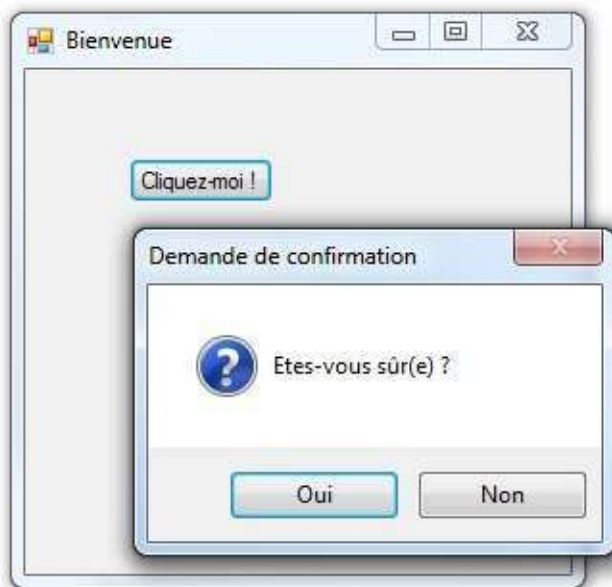 Bienvenue
Cliquez-moi !
Demande de confirmation
Etes-vous sûr(e) ?
Oui
Non